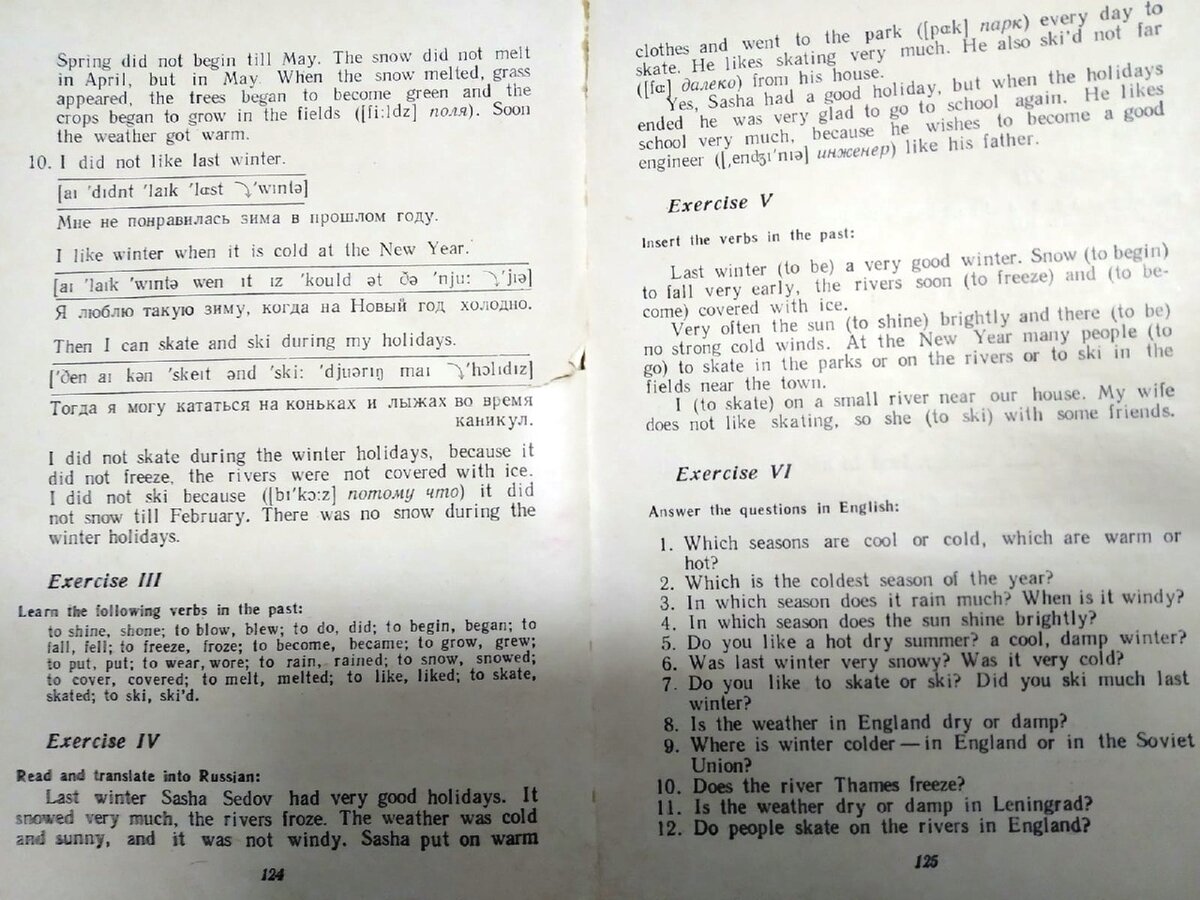 Spring did not begin till May. The snow did not melt
in April, but in May. When the snow melted, grass
appeared, the trees began to become green and the
crops began to grow in the fields ([fi:ldz] поля). Soon
the weather got warm.
10. I did not like last winter.
[aɪ 'dɪdnt 'laɪk 'lɑst ⤵'wɪntə]
Мне не понравилась зима в прошлом году.
I like winter when it is cold at the New Year.
[aɪ 'laɪk 'wɪntə wen ɪt ɪz 'kould ət ðə 'nju: ⤵'jɪə]
Я люблю такую зиму, когда на Новый год холодно.
Then I can skate and ski during my holidays.
['ðen aɪ kən 'skeɪt ənd 'ski: 'djuərɪŋ maɪ ⤵'hɔlɪdɪz]
Тогда я могу кататься на коньках и лыжах во время
каникул.
I did not skate during the winter holidays, because it
did not freeze, the rivers were not covered with ice.
I did not ski because ([bɪ'kɔ:z] потому что) it did
not snow till February. There was no snow during the
winter holidays.
Exercise III
Learn the following verbs in the past:
to shine, shone; to blow, blew; to do, did; to begin, began; to
fall, fell; to freeze, froze; to become, became; to grow, grew;
to put, put; to wear, wore; to rain, rained; to snow, snowed;
to cover, covered; to melt, melted; to like, liked; to skate,
skated; to ski, ski'd.
Exercise IV
Read and translate into Russian:
Last winter Sasha Sedov had very good holidays. It
snowed very much, the rivers froze. The weather was cold
and sunny, and it was not windy. Sasha put on warm
124
clothes and went to the park ([pɑk] парк) every day to
skate. He likes skating very much. He also ski'd not far
([fɑ] далеко) from his house.
Yes, Sasha had a good holiday, but when the holidays
ended he was very glad to go to school again. He likes
school very much, because he wishes to become a good
engineer ([ˌendʒɪ'nɪə] инженер) like his father.
Exercise V
Insert the verbs in the past:
Last winter (to be) a very good winter. Snow (to begin)
to fall very early, the rivers soon (to freeze) and (to be-
come) covered with ice.
Very often the sun (to shine) brightly and there (to be)
no strong cold winds. At the New Year many people (to
go) to skate in the parks or on the rivers or to ski in the
fields near the town.
I (to skate) on a small river near our house. My wife
does not like skating, so she (to ski) with some friends.
Exercise VI
Answer the questions in English:
1. Which seasons are cool or cold, which are warm or
hot?
2. Which is the coldest season of the year?
3. In which season does it rain much? When is it windy?
4. In which season does the sun shine brightly?
5. Do you like a hot dry summer? a cool, damp winter?
6. Was last winter very snowy? Was it very cold?
7. Do you like to skate or ski? Did you ski much last
winter?
8. Is the weather in England dry or damp?
9. Where is winter colder — in England or in the Soviet
Union?
10. Does the river Thames freeze?
11. Is the weather dry or damp in Leningrad?
12. Do people skate on the rivers in England?
125